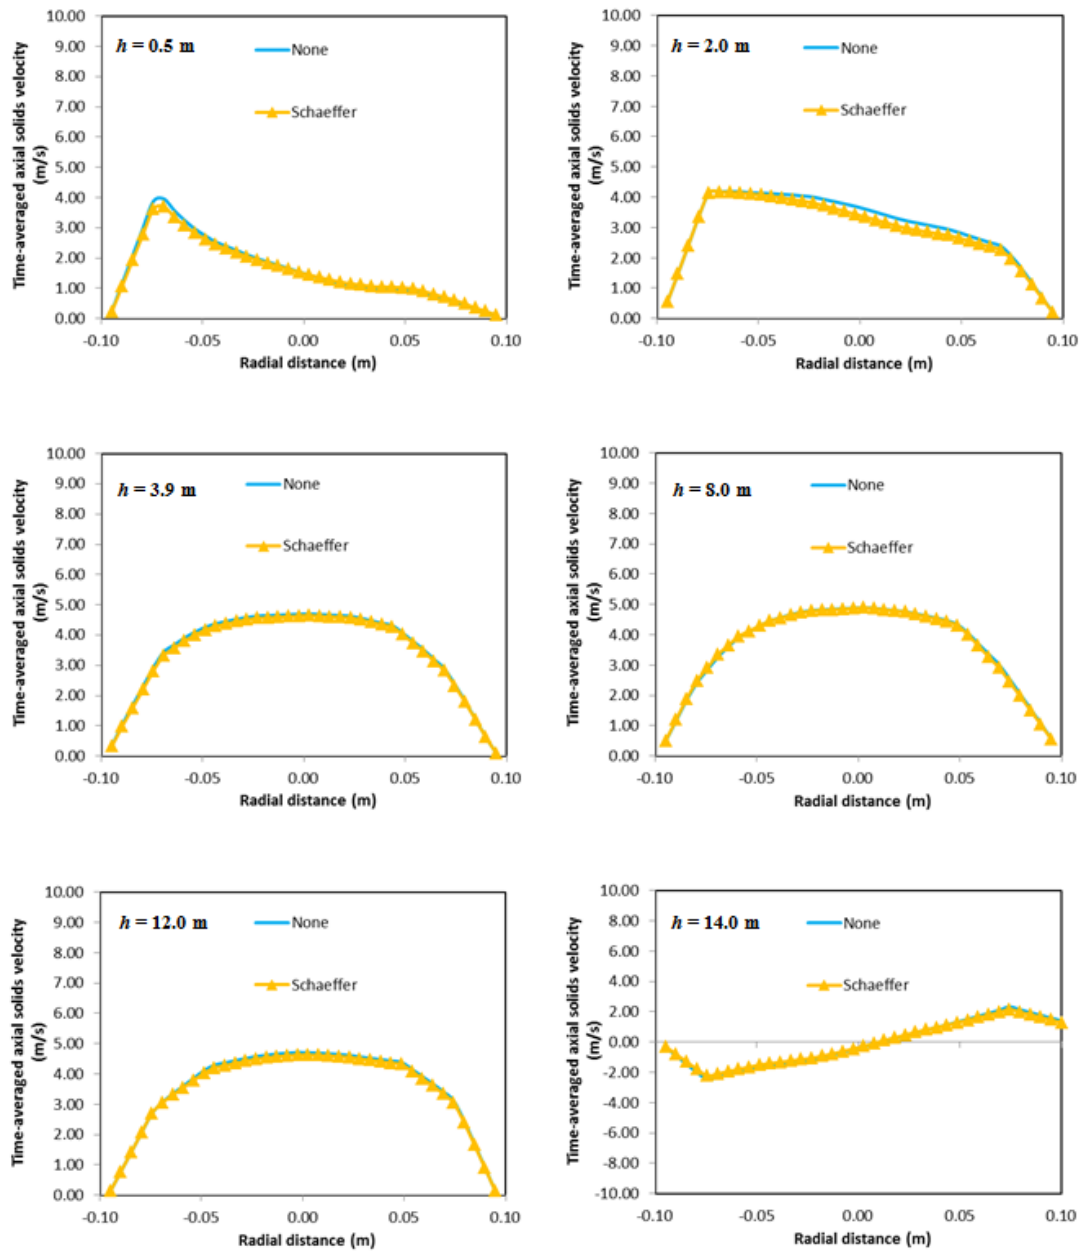 10.00
9.00
8.00
7.00
6.00
5.00
4.00
3.00
2.00
1.00
0.00
Time-averaged axial solids velocity
(m/s)
h = 0.5 m
None
Schaeffer
-0.10
-0.05
0.00
0.05
0.10
Radial distance (m)
10.00
9.00
8.00
7.00
6.00
5.00
4.00
3.00
2.00
1.00
0.00
Time-averaged axial solids velocity
(m/s)
h = 2.0 m
None
Schaeffer
-0.10
-0.05
0.00
0.05
0.10
Radial distance (m)
10.00
9.00
8.00
7.00
6.00
5.00
4.00
3.00
2.00
1.00
0.00
Time-averaged axial solids velocity
(m/s)
h = 3.9 m
None
Schaeffer
-0.10
-0.05
0.00
0.05
0.10
Radial distance (m)
10.00
9.00
8.00
7.00
6.00
5.00
4.00
3.00
2.00
1.00
0.00
Time-averaged axial solids velocity
(m/s)
h = 8.0 m
None
Schaeffer
-0.10
-0.05
0.00
0.05
0.10
Radial distance (m)
10.00
9.00
8.00
7.00
6.00
5.00
4.00
3.00
2.00
1.00
0.00
Time-averaged axial solids velocity
(m/s)
h = 12.0 m
None
Schaeffer
-0.10
-0.05
0.00
0.05
0.10
Radial distance (m)
10.00
8.00
6.00
4.00
2.00
0.00
-2.00
-4.00
-6.00
-8.00
-10.00
Time-averaged axial solids velocity
(m/s)
h = 14.0 m
None
Schaeffer
-0.10
-0.05
0.00
0.05
0.10
Radial distance (m)